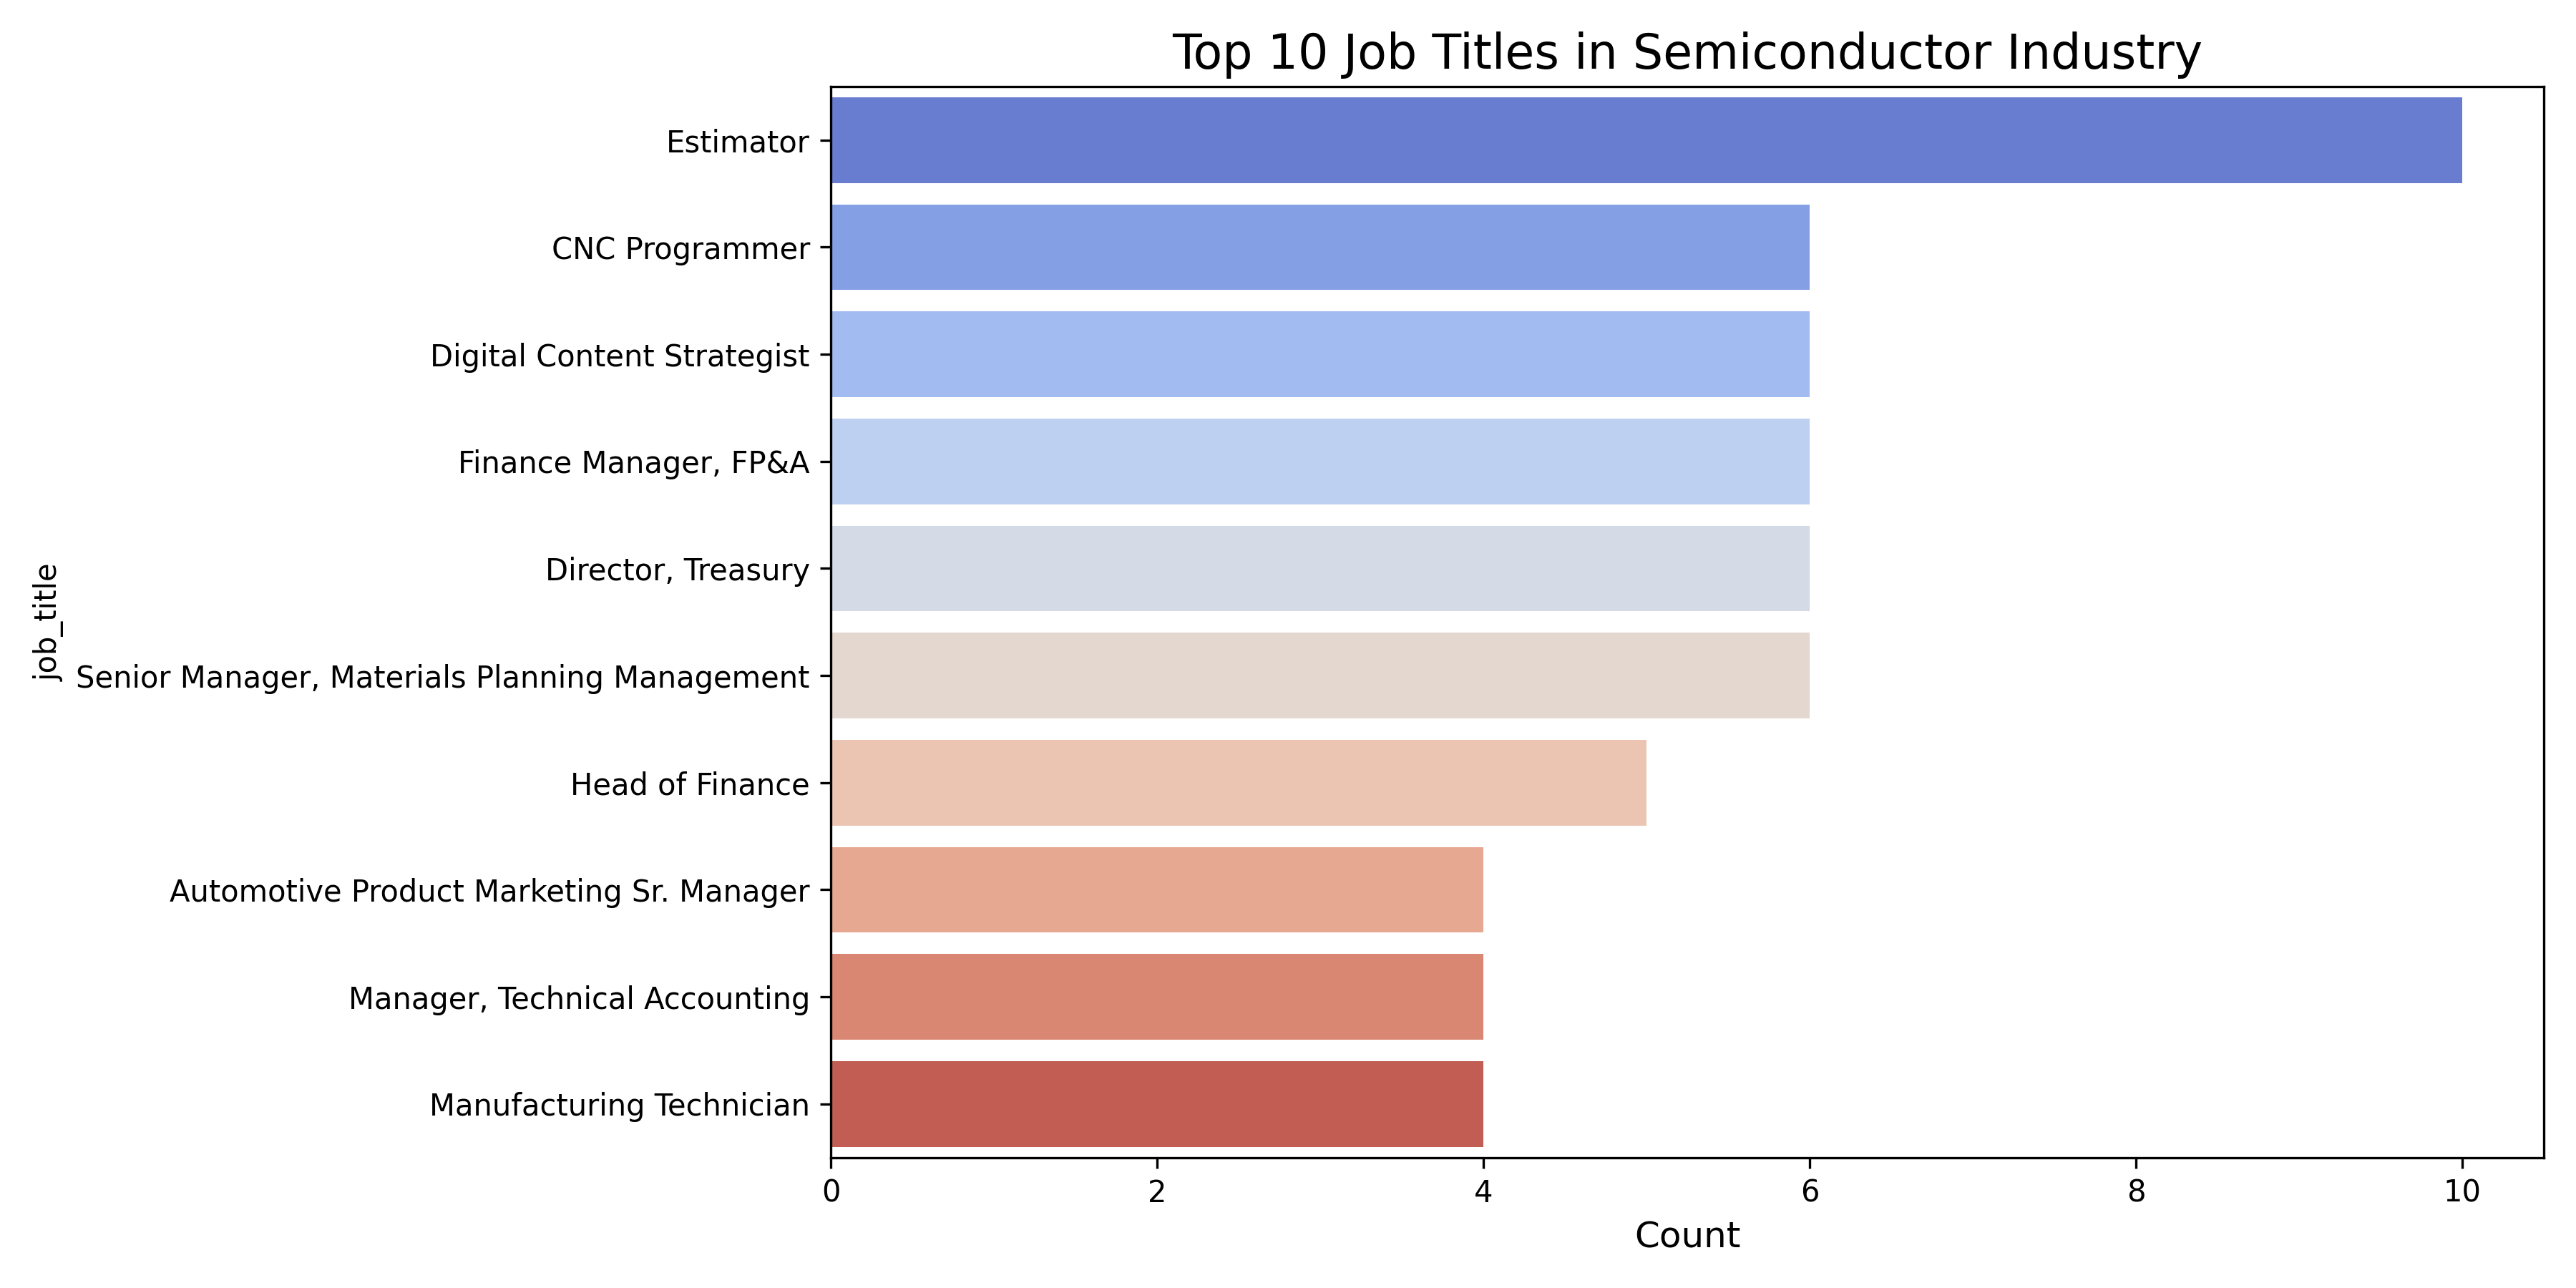 Top 10 Job Titles in Semiconductor Industry
job_title
Estimator
CNC Programmer
Digital Content Strategist
Finance Manager, FP&A
Director, Treasury
Senior Manager, Materials Planning Management
Head of Finance
Automotive Product Marketing Sr. Manager
Manager, Technical Accounting
Manufacturing Technician
0 2 4 6 8 10
Count